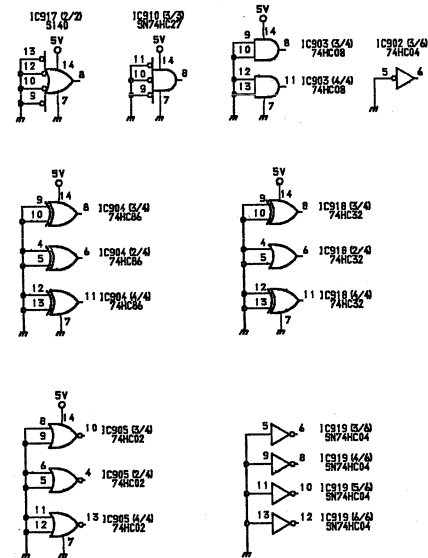 IC917 (2/2)
S140
5V
13
14
12
10
8
9
7
IC910 (3/3)
SN74HC27
5V
11
14
10
8
9
7
5V
14
9
10
8
IC903 (3/4)
74HC08
12
13
11
IC903 (4/4)
74HC08
7
IC902 (3/6)
74HC04
5
6
5V
14
9
10
8
IC904 (3/4)
74HC86
4
5
6
IC904 (2/4)
74HC86
12
13
11
IC904 (4/4)
74HC86
7
5V
14
9
10
8
IC918 (3/4)
74HC32
4
5
6
IC918 (2/4)
74HC32
12
13
11
IC918 (4/4)
74HC32
7
5V
14
8
9
10
IC905 (3/4)
74HC02
6
5
4
IC905 (2/4)
74HC02
11
12
13
IC905 (4/4)
74HC02
7
5
6
IC919 (3/6)
SN74HC04
9
8
IC919 (4/6)
SN74HC04
11
10
IC919 (5/6)
SN74HC04
13
12
IC919 (6/6)
SN74HC04